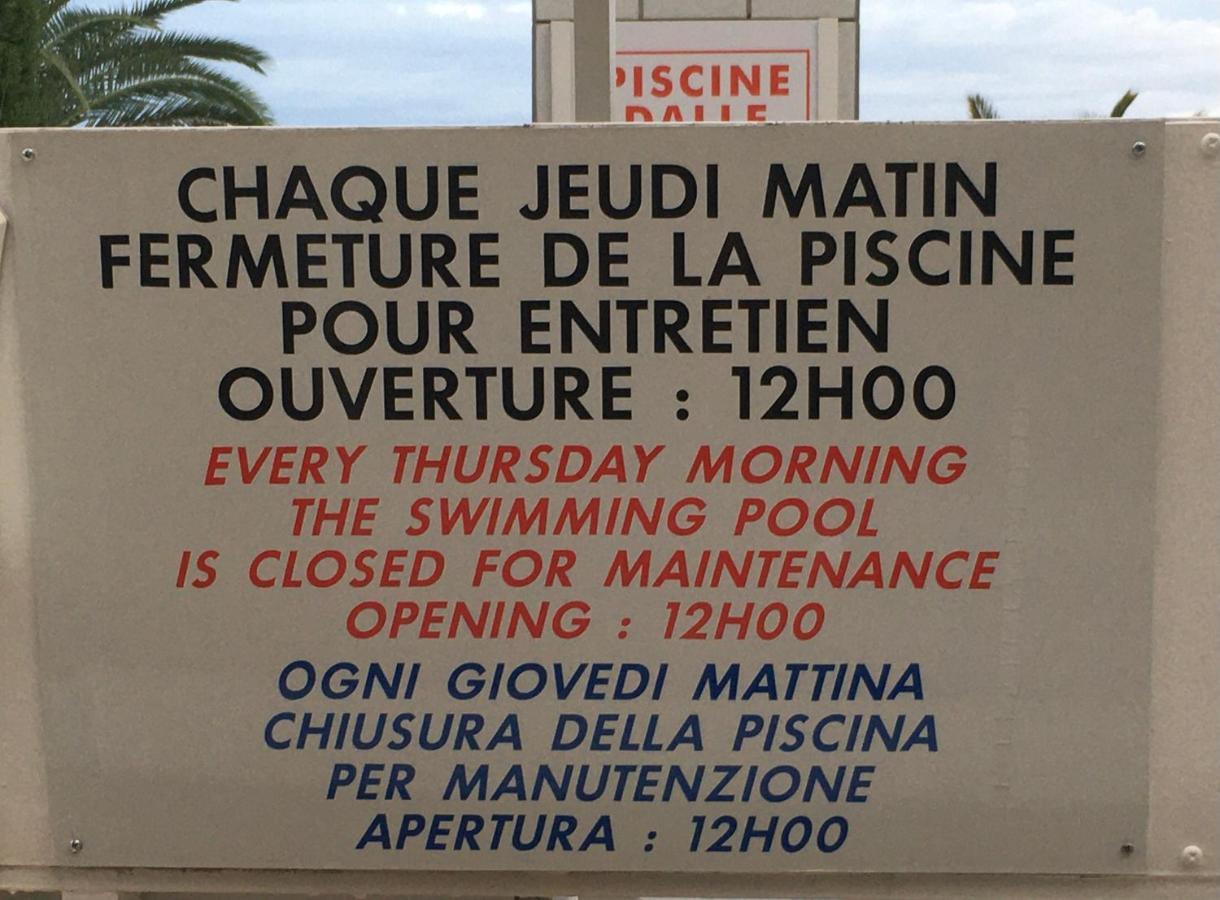 PISCINE
DALLE
CHAQUE JEUDI MATIN
FERMETURE DE LA PISCINE
POUR ENTRETIEN
OUVERTURE : 12H00
EVERY THURSDAY MORNING
THE SWIMMING POOL
IS CLOSED FOR MAINTENANCE
OPENING : 12H00
OGNI GIOVEDI MATTINA
CHIUSURA DELLA PISCINA
PER MANUTENZIONE
APERTURA : 12H00